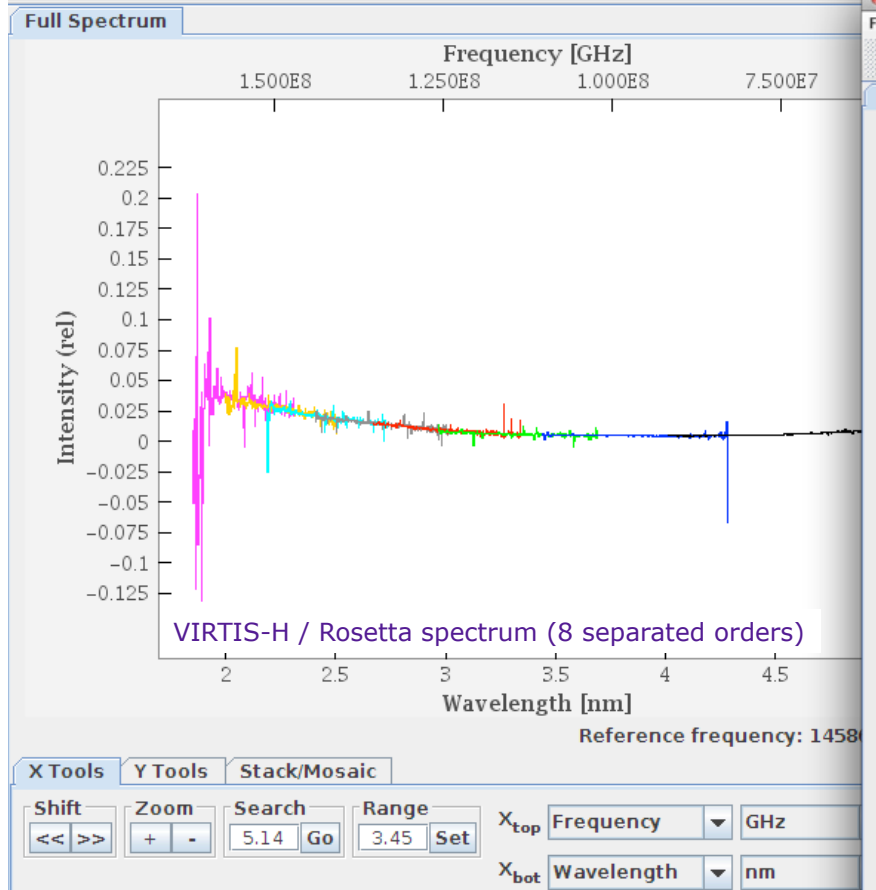 Full Spectrum
F
Frequency [GHz]
1.500E8 1.250E8 1.000E8 7.500E7
0.225
0.2
0.175
0.15
0.125
0.1
0.075
0.05
0.025
0
−0.025
−0.05
−0.075
−0.1
−0.125
Intensity (rel)
VIRTIS-H / Rosetta spectrum (8 separated orders)
2 2.5 3 3.5 4 4.5
Wavelength [nm]
Reference frequency: 1458
X Tools Y Tools Stack/Mosaic
Shift Zoom Search Range
<< >> + - 5.14 Go 3.45 Set
Xtop Frequency GHz
Xbot Wavelength nm